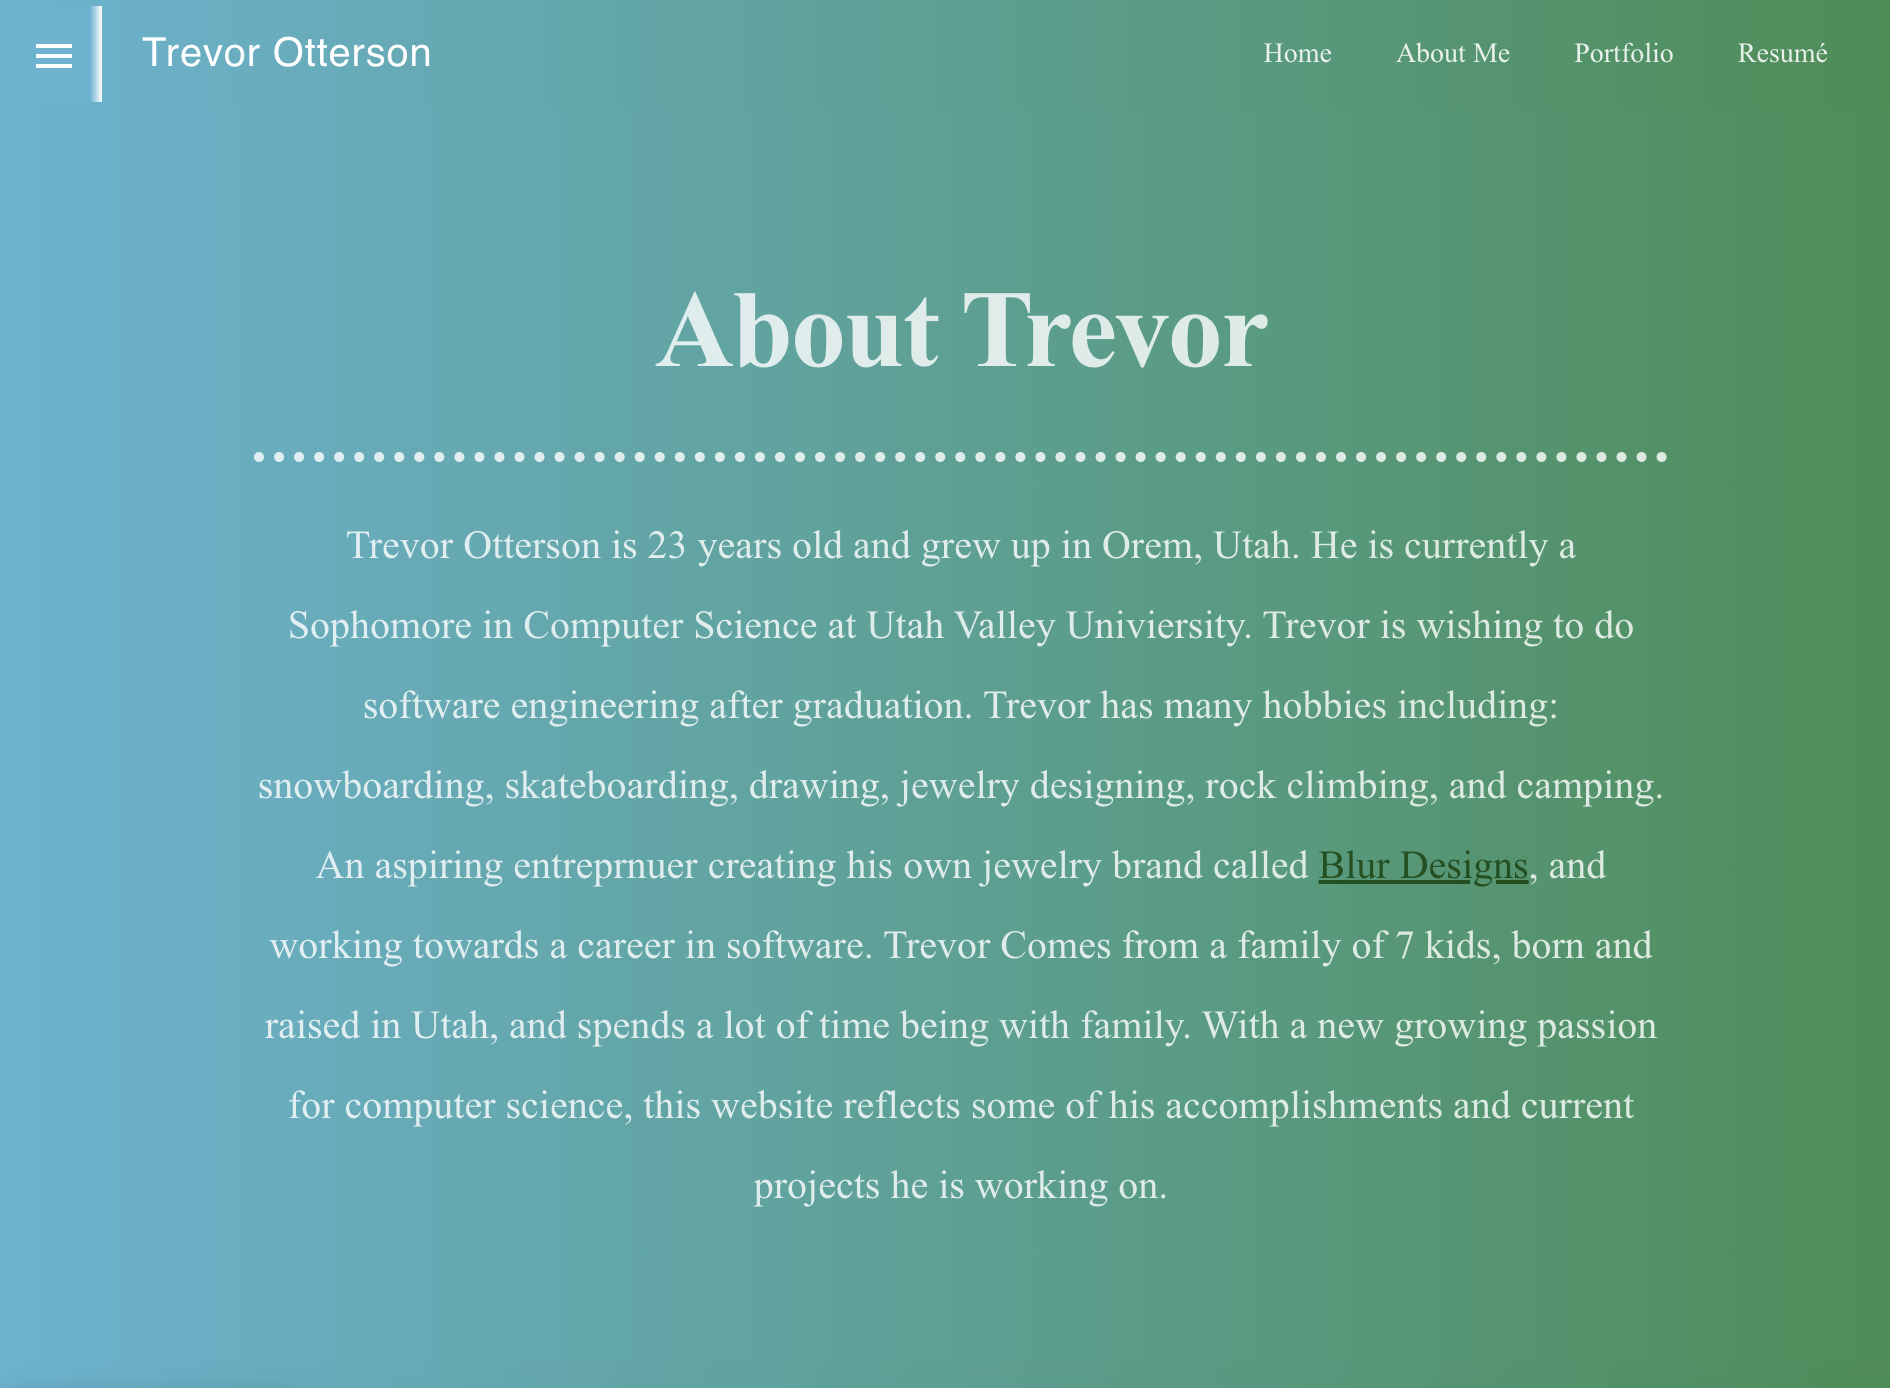 Trevor Otterson
Home About Me Portfolio Resumé
About Trevor
Trevor Otterson is 23 years old and grew up in Orem, Utah. He is currently a
Sophomore in Computer Science at Utah Valley Univiersity. Trevor is wishing to do
software engineering after graduation. Trevor has many hobbies including:
snowboarding, skateboarding, drawing, jewelry designing, rock climbing, and camping.
An aspiring entreprnuer creating his own jewelry brand called Blur Designs, and
working towards a career in software. Trevor Comes from a family of 7 kids, born and
raised in Utah, and spends a lot of time being with family. With a new growing passion
for computer science, this website reflects some of his accomplishments and current
projects he is working on.